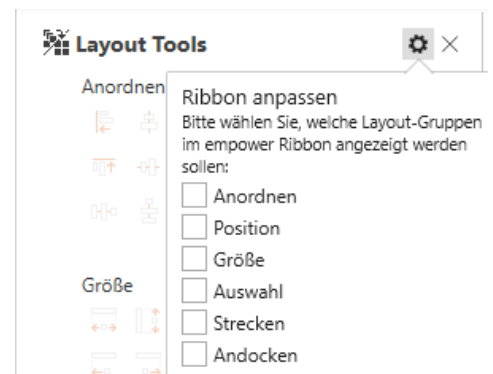 Layout Tools
Anordnen
Ribbon anpassen
Bitte wählen Sie, welche Layout-Gruppen
im empower Ribbon angezeigt werden
sollen:
Anordnen
Position
Größe
Auswahl
Strecken
Andocken
Größe